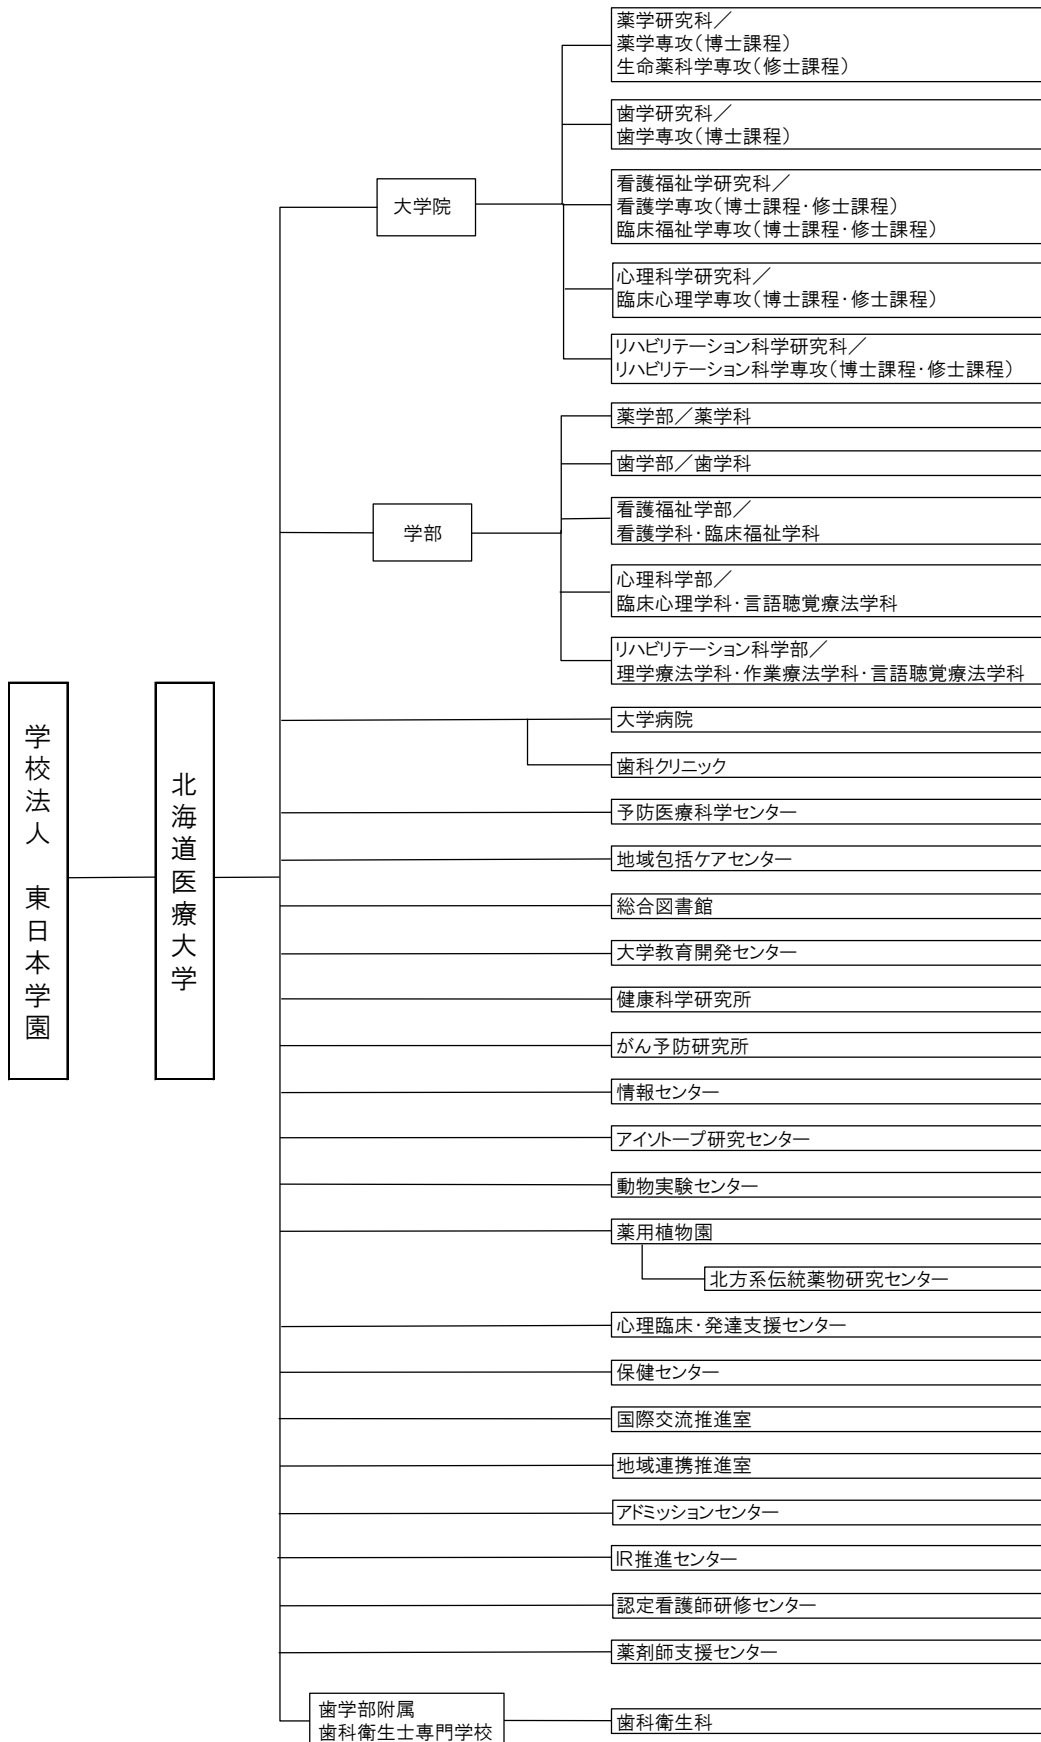 学校法人　東日本学園
北海道医療大学
大学院
薬学研究科／
薬学専攻（博士課程）
生命薬科学専攻（修士課程）
歯学研究科／
歯学専攻（博士課程）
看護福祉学研究科／
看護学専攻（博士課程・修士課程）
臨床福祉学専攻（博士課程・修士課程）
心理科学研究科／
臨床心理学専攻（博士課程・修士課程）
リハビリテーション科学研究科／
リハビリテーション科学専攻（博士課程・修士課程）
学部
薬学部／薬学科
歯学部／歯学科
看護福祉学部／
看護学科・臨床福祉学科
心理科学部／
臨床心理学科・言語聴覚療法学科
リハビリテーション科学部／
理学療法学科・作業療法学科・言語聴覚療法学科
大学病院
歯科クリニック
予防医療科学センター
地域包括ケアセンター
総合図書館
大学教育開発センター
健康科学研究所
がん予防研究所
情報センター
アイソトープ研究センター
動物実験センター
薬用植物園
北方系伝統薬物研究センター
心理臨床・発達支援センター
保健センター
国際交流推進室
地域連携推進室
アドミッションセンター
IR推進センター
認定看護師研修センター
薬剤師支援センター
歯学部附属
歯科衛生士専門学校
歯科衛生科